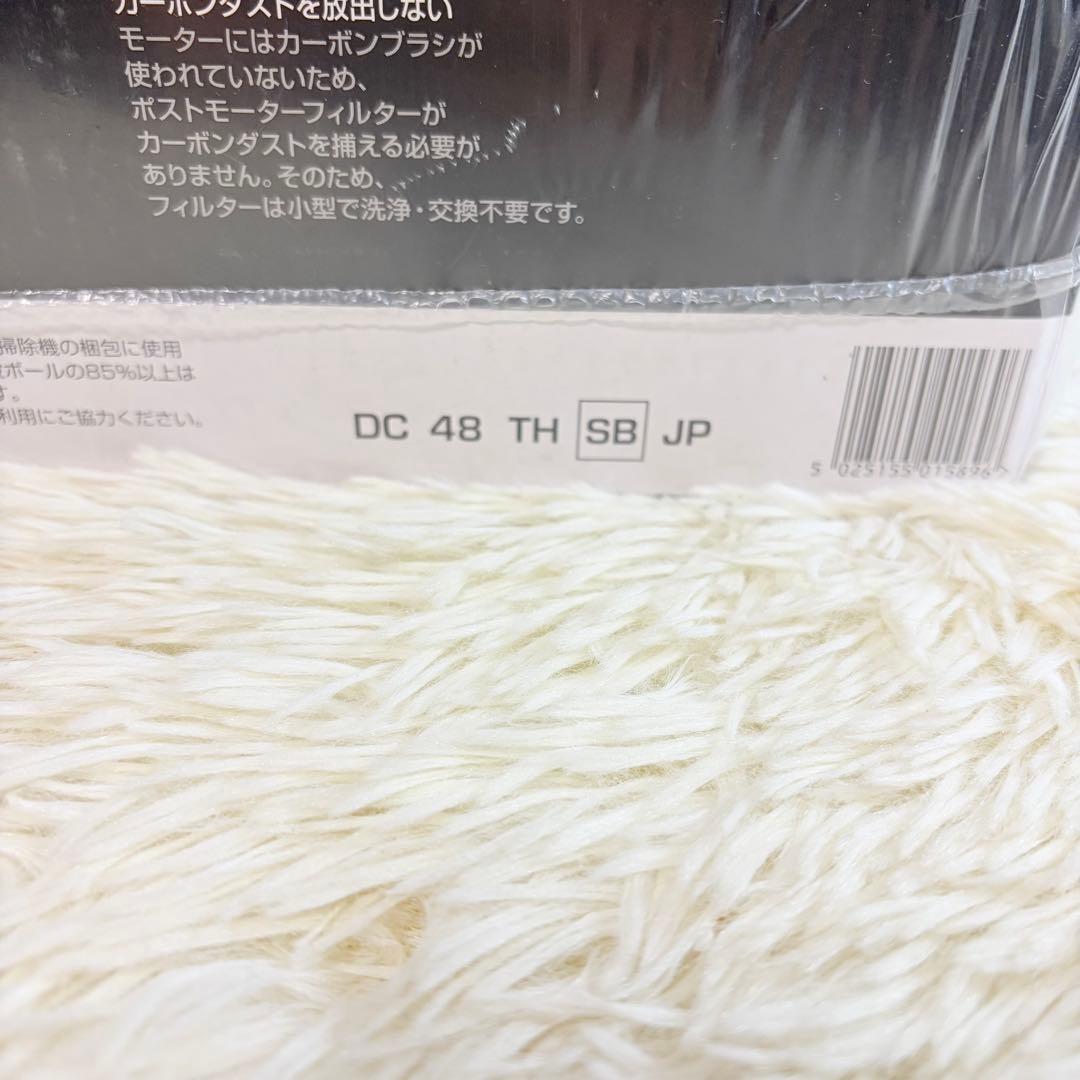 カーボンダストを放出しない
モーターにはカーボンブラシが
使われていないため、
ポストモーターフィルターが
カーボンダストを捕える必要が
ありません。そのため、
フィルターは小型で洗浄・交換不要です。
掃除機の梱包に使用
ボールの85%以上は
す。
利用にご協力ください。
DC 48 TH SB JP
5 025155 015896